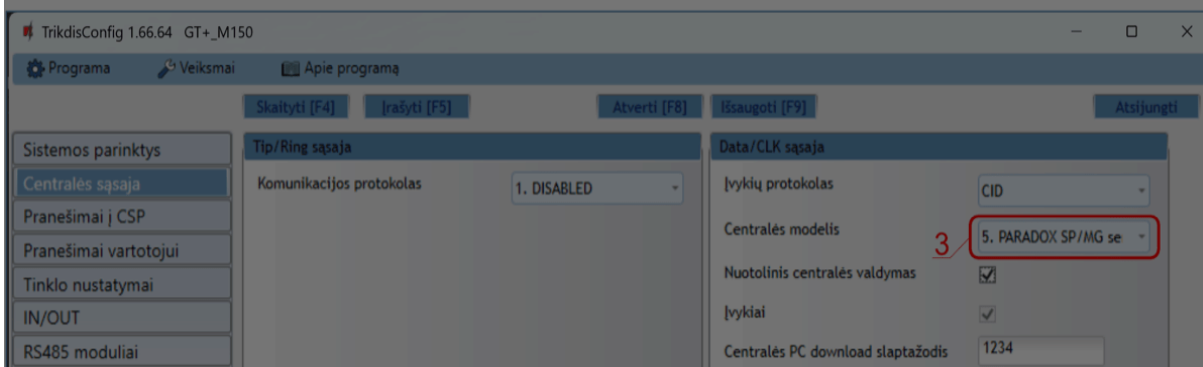 TrikdisConfig 1.66.64 GT+_M150
Programa Veiksmai Apie programą
Skaityti [F4] Įrašyti [F5] Atverti [F8] Išsaugoti [F9] Atsijungti
Sistemos parinktys
Centralės sąsaja
Pranešimai į CSP
Pranešimai vartotojui
Tinklo nustatymai
IN/OUT
RS485 moduliai
Tip/Ring sąsaja
Komunikacijos protokolas 1. DISABLED
Data/CLK sąsaja
Įvykių protokolas CID
Centralės modelis 3 5. PARADOX SP/MG se
Nuotolinis centralės valdymas
Įvykiai
Centralės PC download slaptažodis 1234